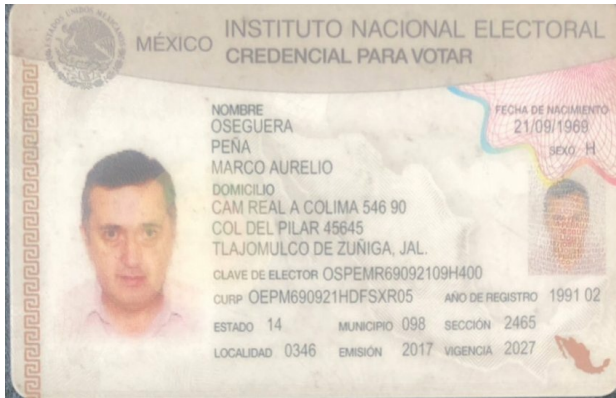 MÉXICO INSTITUTO NACIONAL ELECTORAL
CREDENCIAL PARA VOTAR
NOMBRE
OSEGUERA
PEÑA
MARCO AURELIO
FECHA DE NACIMIENTO
21/09/1969
SEXO H
DOMICILIO
CAM REAL A COLIMA 546 90
COL DEL PILAR 45645
TLAJOMULCO DE ZUÑIGA, JAL.
CLAVE DE ELECTOR OSPEMR69092109H400
CURP OEPM690921HDFSXR05 AÑO DE REGISTRO 1991 02
ESTADO 14 MUNICIPIO 098 SECCIÓN 2465
LOCALIDAD 0346 EMISIÓN 2017 VIGENCIA 2027